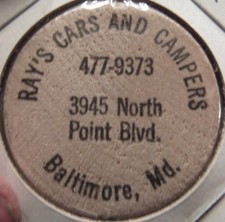 RAY'S CARS AND CAMPERS
477-9373
3945 North
Point Blvd.
Baltimore, Md.